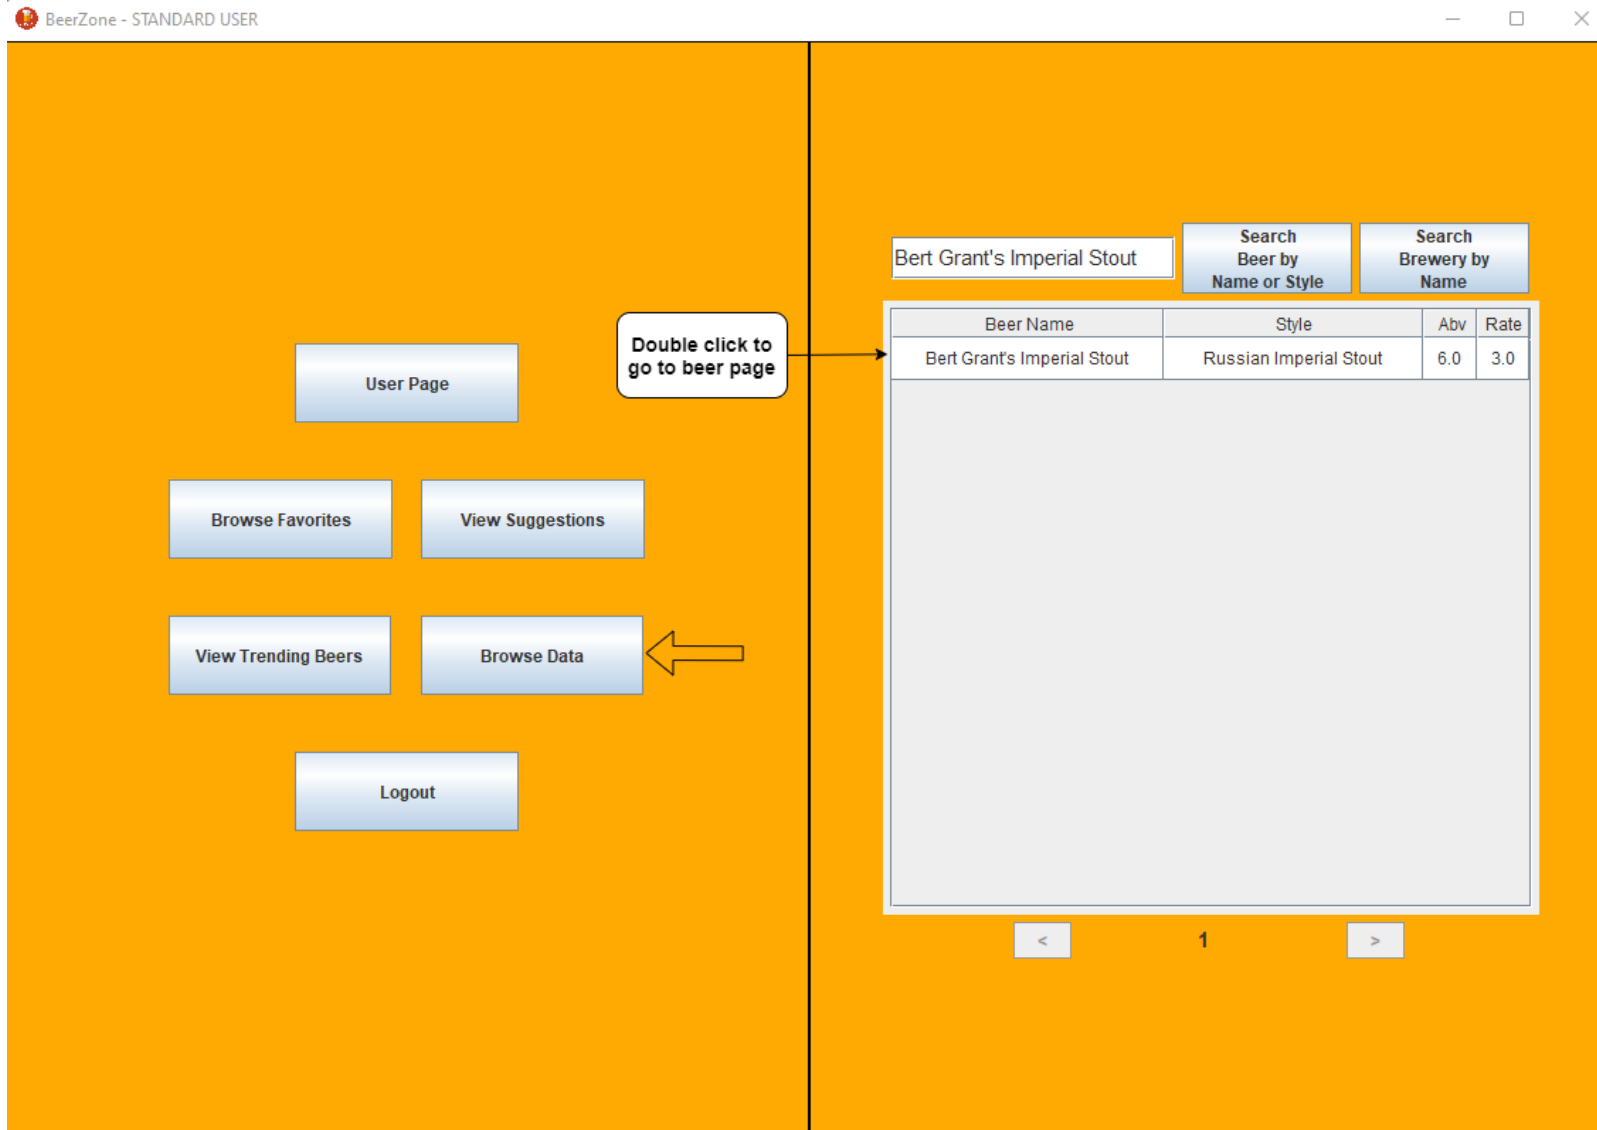 BeerZone - STANDARD USER
User Page
Browse Favorites
View Suggestions
View Trending Beers
Browse Data
Logout
Double click to
go to beer page
Bert Grant's Imperial Stout
Search
Beer by
Name or Style
Search
Brewery by
Name
Beer Name Style Abv Rate
Bert Grant's Imperial Stout Russian Imperial Stout 6.0 3.0
< 1 >